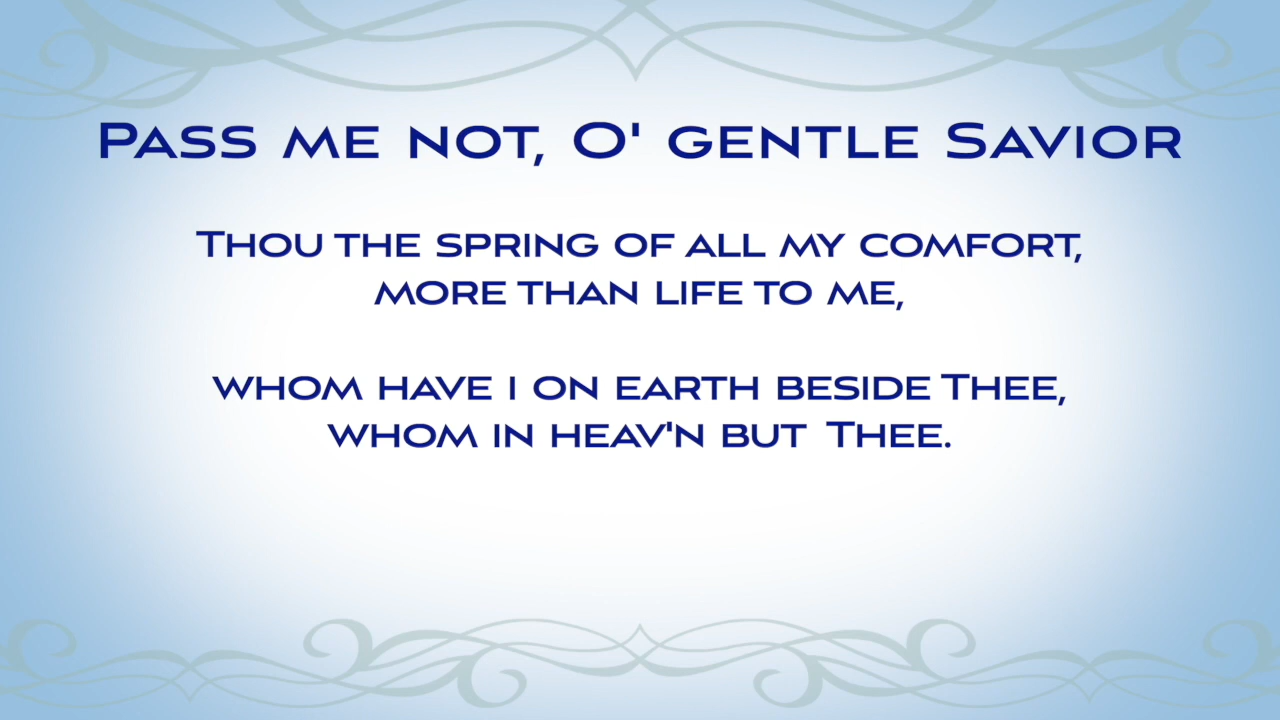 Pass me not, O' gentle Savior
Thou the spring of all my comfort,
more than life to me,
whom have I on earth beside Thee,
whom in heav'n but Thee.